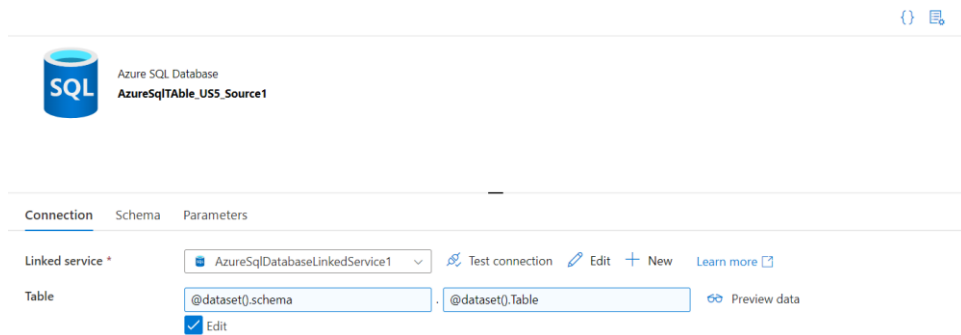 {}
SQL
Azure SQL Database
AzureSqlTAble_US5_Source1
Connection Schema Parameters
Linked service * AzureSqlDatabaseLinkedService1 Test connection Edit New Learn more
Table @dataset().schema . @dataset().Table Preview data
Edit